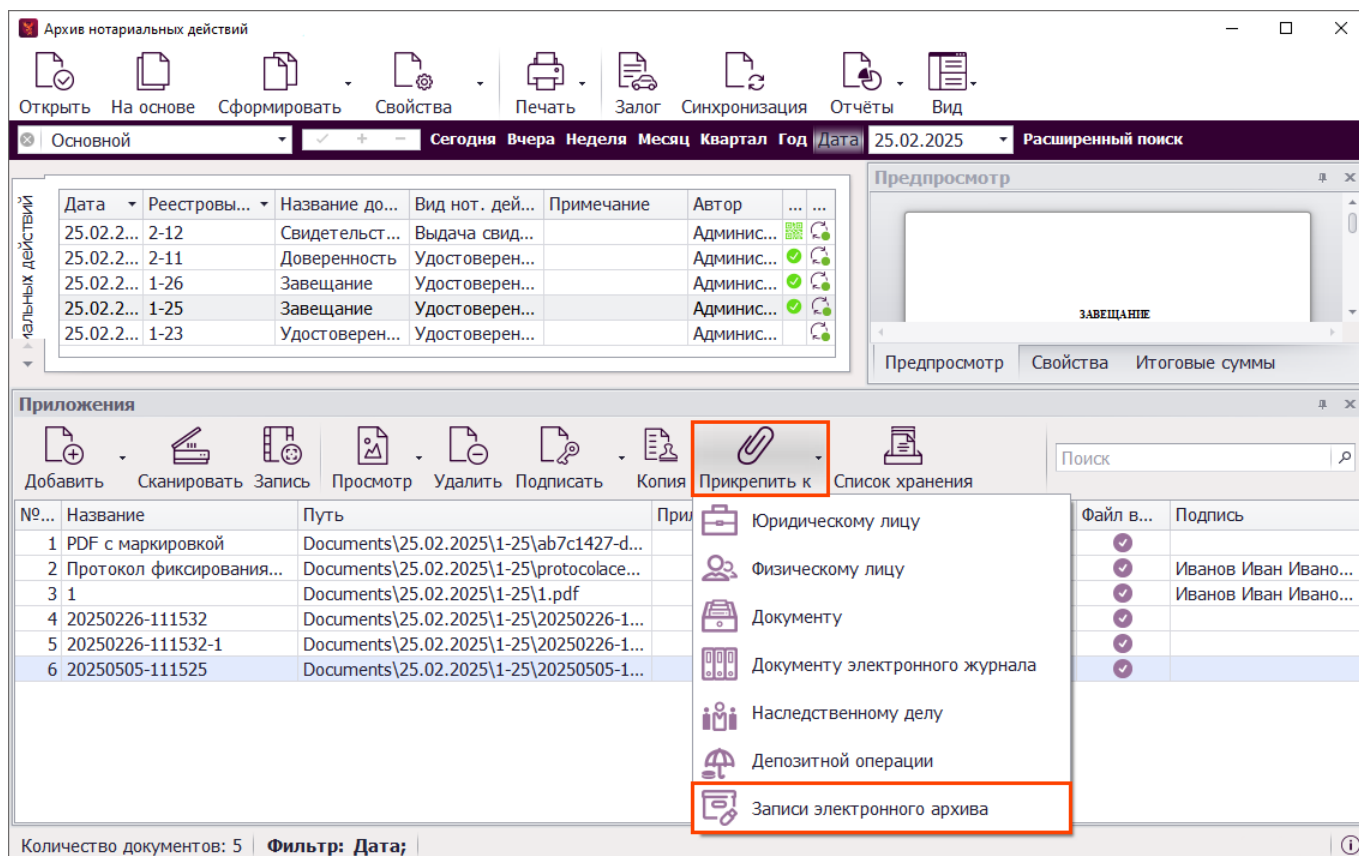 Архив нотариальных действий
Открыть На основе Сформировать Свойства Печать Залог Синхронизация Отчёты Вид
Основной Сегодня Вчера Неделя Месяц Квартал Год Дата 25.02.2025 Расширенный поиск
Предпросмотр
иальных действий
Дата Реестровы... Название до... Вид нот. дей... Примечание Автор ... ...
25.02.2... 2-12 Свидетельст... Выдача свид... Админис...
25.02.2... 2-11 Доверенность Удостоверен... Админис...
25.02.2... 1-26 Завещание Удостоверен... Админис...
25.02.2... 1-25 Завещание Удостоверен... Админис...
25.02.2... 1-23 Удостоверен... Удостоверен... Админис...
ЗАВЕЩАНИЕ
Предпросмотр Свойства Итоговые суммы
Приложения
Добавить Сканировать Запись Просмотр Удалить Подписать Копия Прикрепить к Список хранения
Поиск
№... Название Путь Прил Файл в... Подпись
1 PDF с маркировкой Documents\25.02.2025\1-25\ab7c1427-d...
2 Протокол фиксирования... Documents\25.02.2025\1-25\protocolace... Иванов Иван Ивано...
3 1 Documents\25.02.2025\1-25\1.pdf Иванов Иван Ивано...
4 20250226-111532 Documents\25.02.2025\1-25\20250226-1...
5 20250226-111532-1 Documents\25.02.2025\1-25\20250226-1...
6 20250505-111525 Documents\25.02.2025\1-25\20250505-1...
Юридическому лицу
Физическому лицу
Документу
Документу электронного журнала
Наследственному делу
Депозитной операции
Записи электронного архива
Количество документов: 5 Фильтр: Дата;